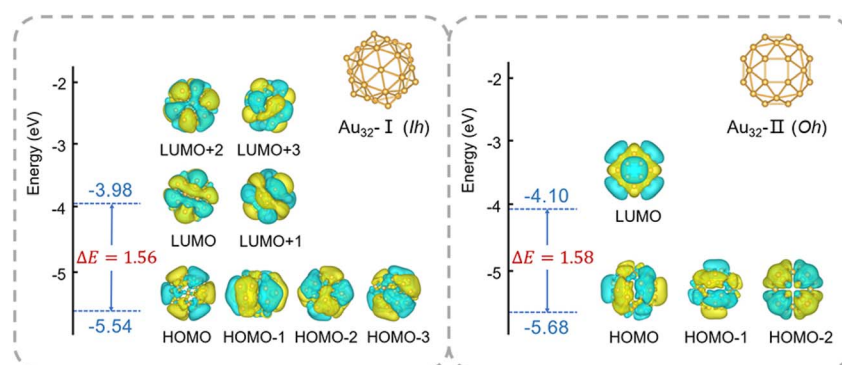 Energy (eV)
-2
-3
-4
-5
-3.98
ΔE = 1.56
-5.54
LUMO+2
LUMO+3
LUMO
LUMO+1
HOMO
HOMO-1
HOMO-2
HOMO-3
Au₃₂-Ⅰ (Ih)
Energy (eV)
-2
-3
-4
-5
-4.10
ΔE = 1.58
-5.68
LUMO
HOMO
HOMO-1
HOMO-2
Au₃₂-Ⅱ (Oh)